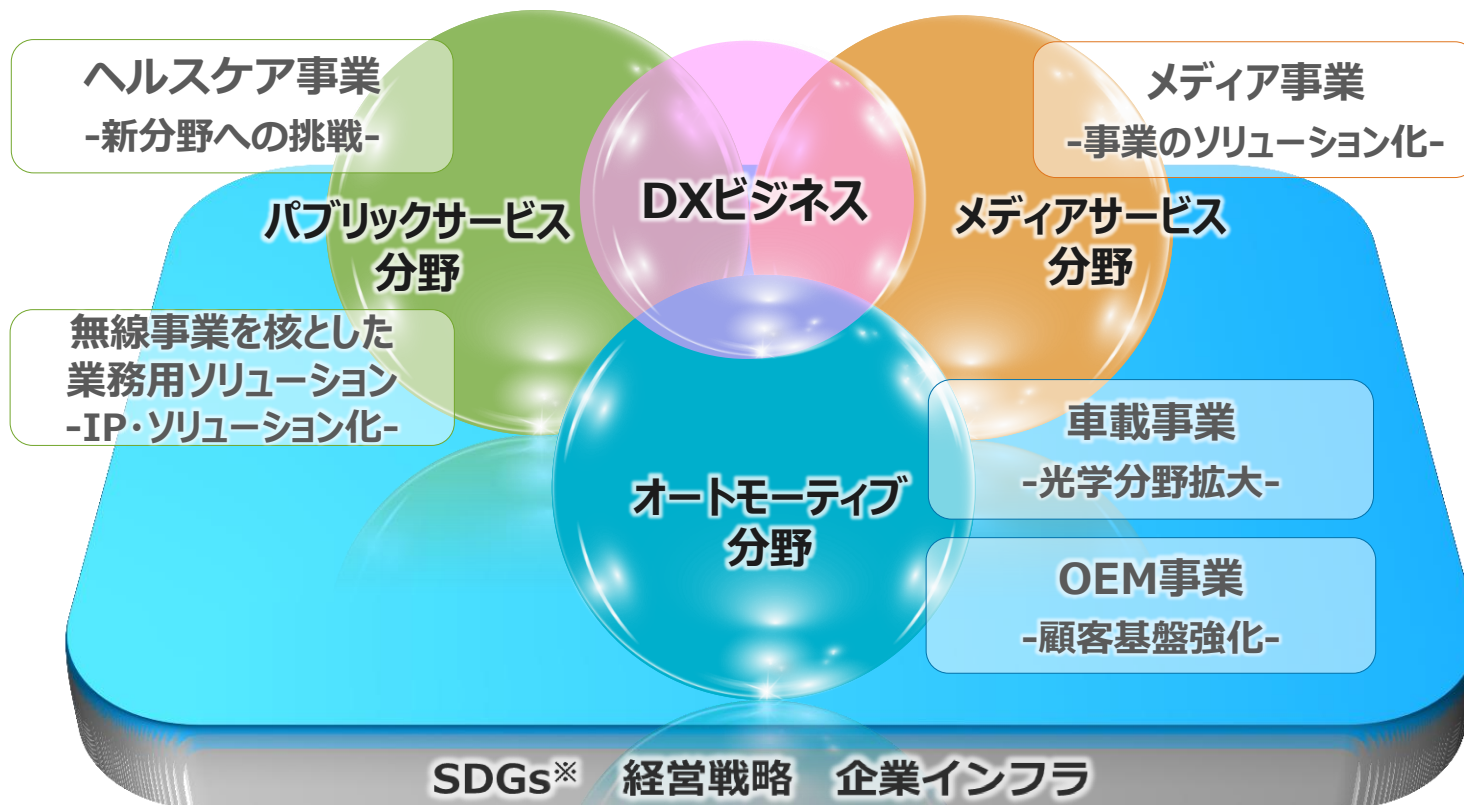 ヘルスケア事業
-新分野への挑戦-
メディア事業
-事業のソリューション化-
DXビジネス
パブリックサービス
分野
メディアサービス
分野
無線事業を核とした
業務用ソリューション
-IP・ソリューション化-
車載事業
-光学分野拡大-
オートモーティブ
分野
OEM事業
-顧客基盤強化-
SDGs※ 経営戦略 企業インフラ